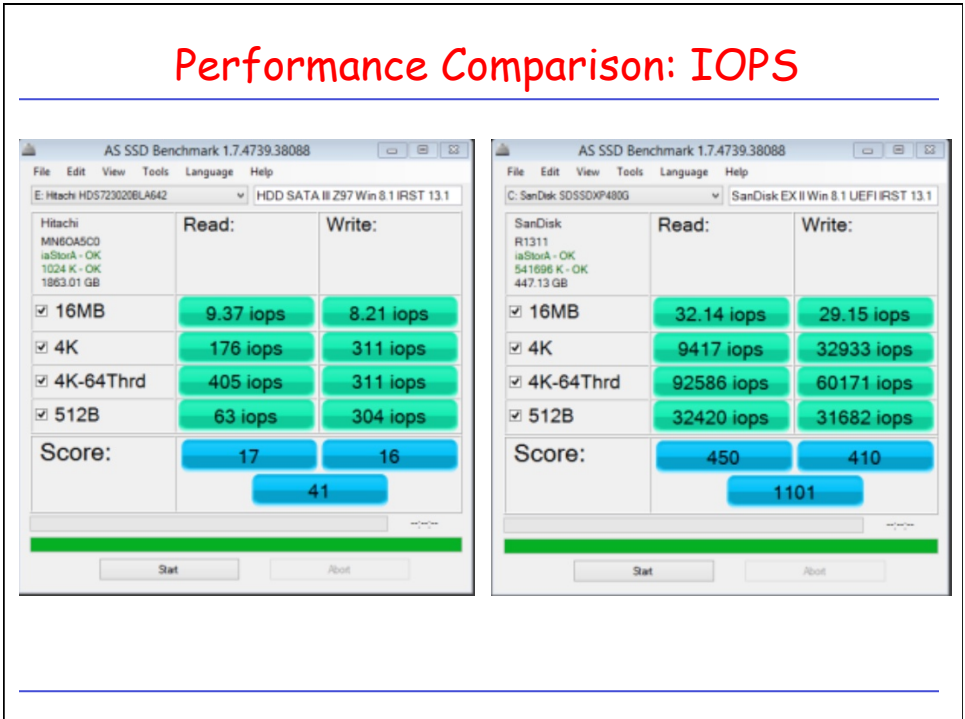 Performance Comparison: IOPS
AS SSD Benchmark 1.7.4739.38088
File Edit View Tools Language Help
E: Hitachi HDS723020BLA642
HDD SATA III Z97 Win 8.1 IRST 13.1
Hitachi
MN6OA5C0
iaStorA - OK
1024 K - OK
1863.01 GB
Read: Write:
16MB 9.37 iops 8.21 iops
4K 176 iops 311 iops
4K-64Thrd 405 iops 311 iops
512B 63 iops 304 iops
Score: 17 16
41
--:--:--
Start Abort
AS SSD Benchmark 1.7.4739.38088
File Edit View Tools Language Help
C: SanDisk SDSSDXP480G
SanDisk EX II Win 8.1 UEFI IRST 13.1
SanDisk
R1311
iaStorA - OK
541696 K - OK
447.13 GB
Read: Write:
16MB 32.14 iops 29.15 iops
4K 9417 iops 32933 iops
4K-64Thrd 92586 iops 60171 iops
512B 32420 iops 31682 iops
Score: 450 410
1101
--:--:--
Start Abort